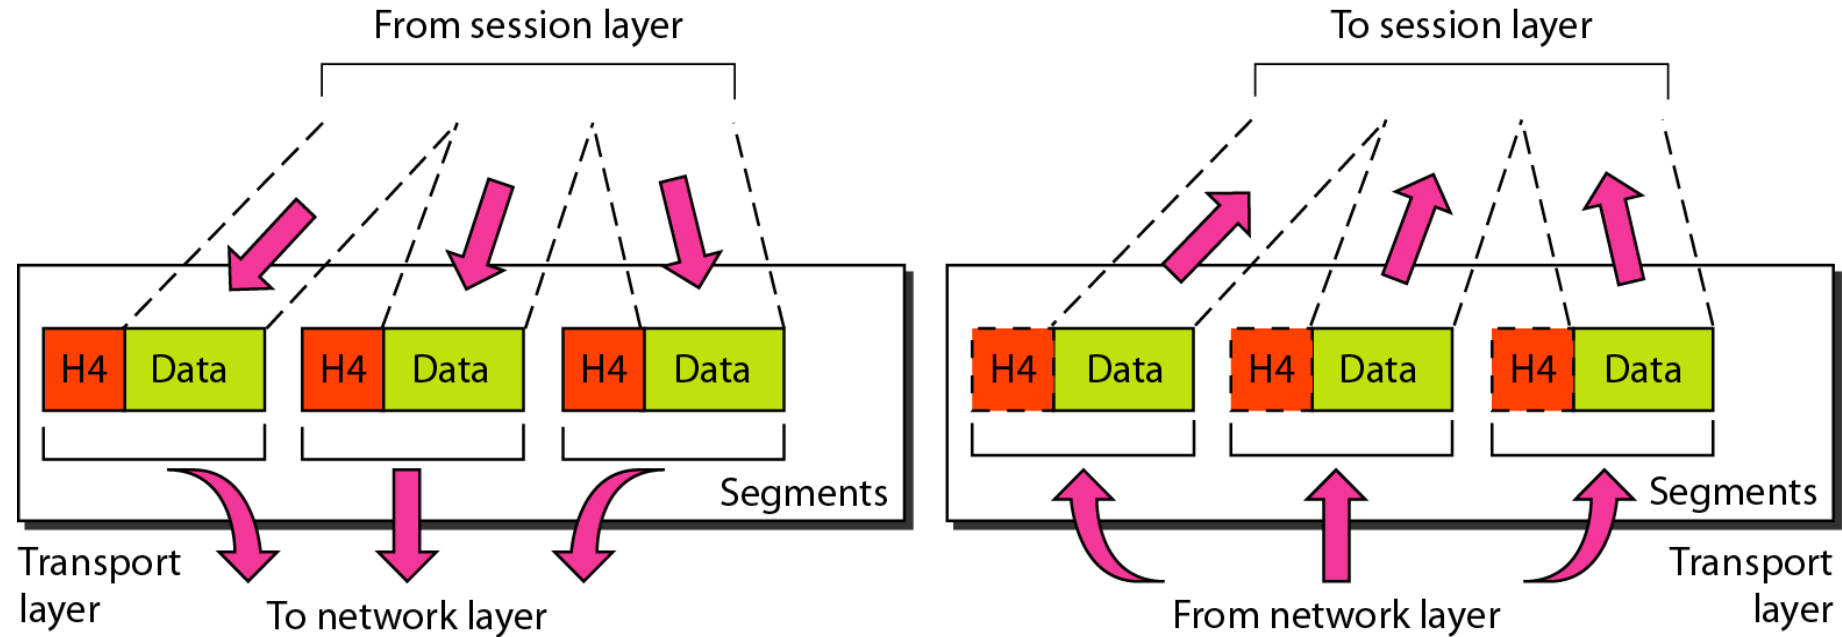 From session layer
H4 Data H4 Data H4 Data
Segments
Transport
layer
To network layer
To session layer
H4 Data H4 Data H4 Data
Segments
Transport
layer
From network layer